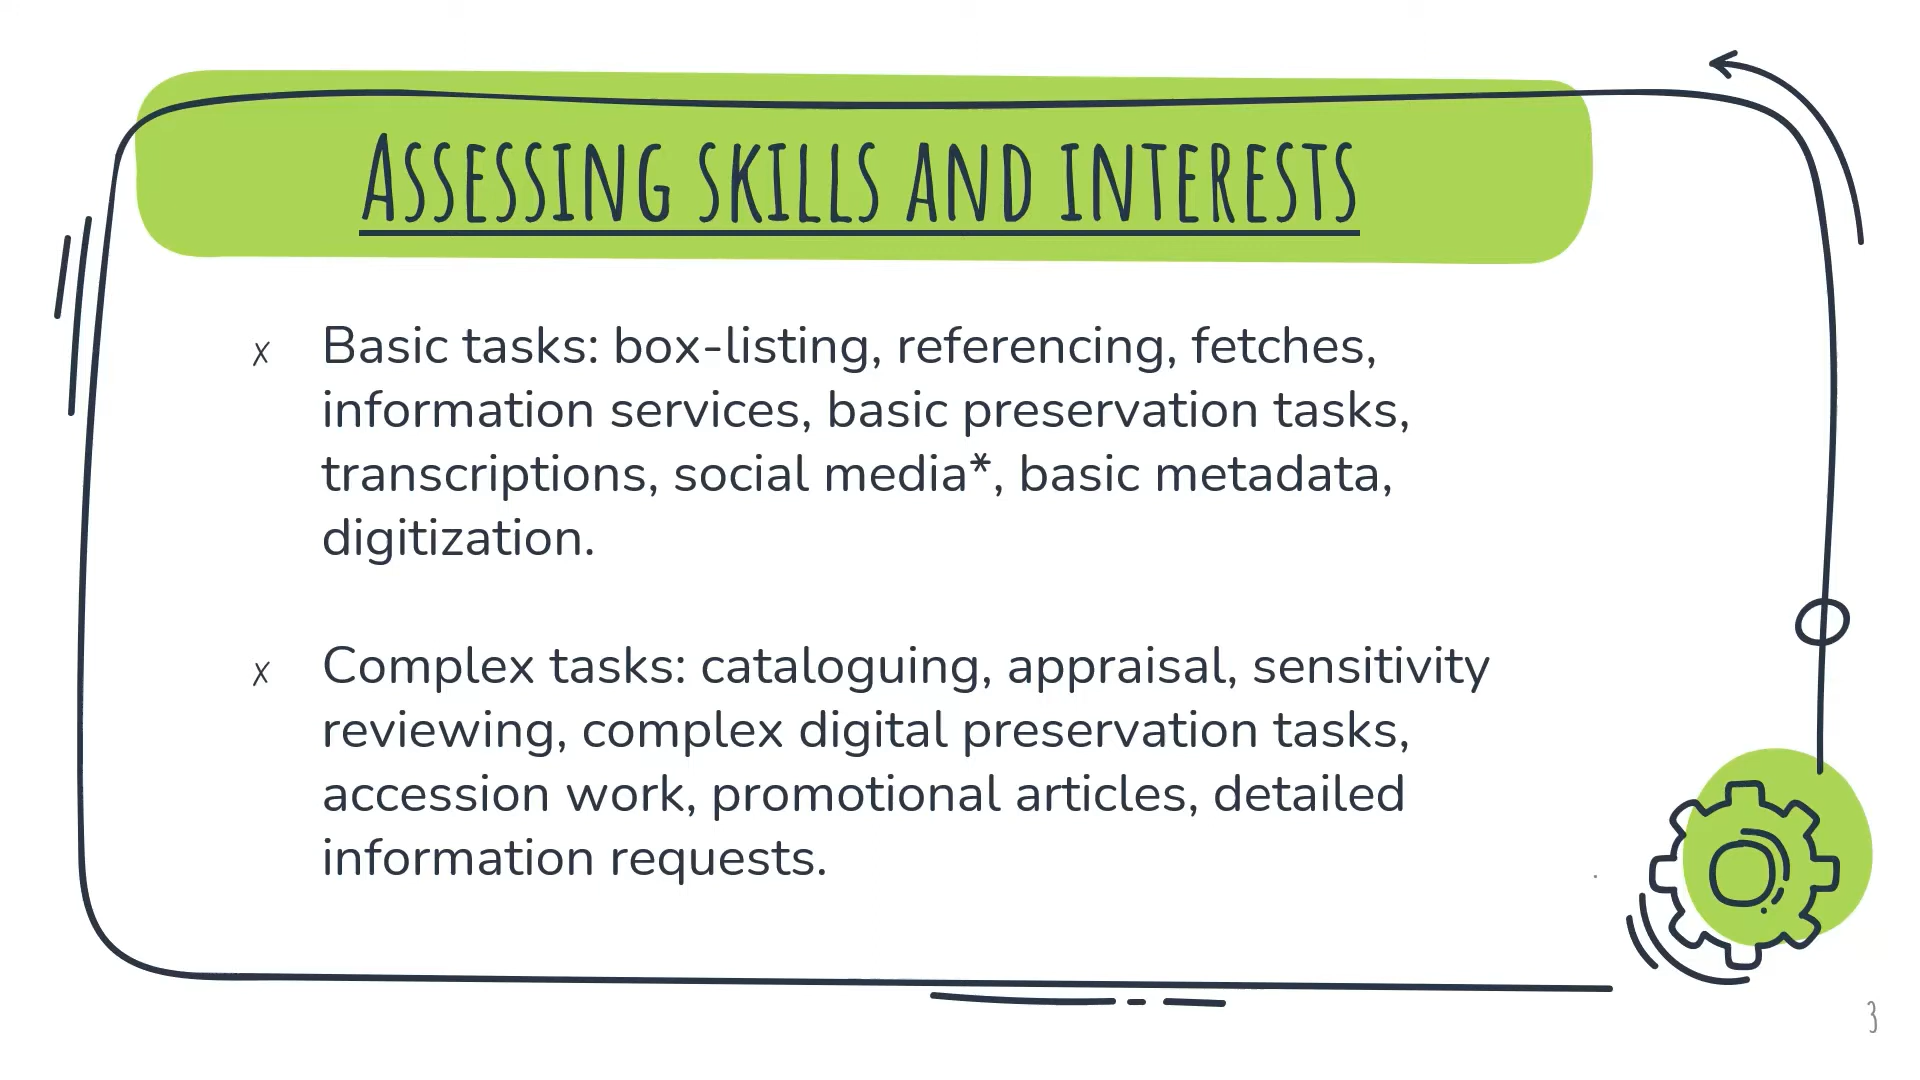 Assessing skills and interests
x Basic tasks: box-listing, referencing, fetches,
information services, basic preservation tasks,
transcriptions, social media*, basic metadata,
digitization.
x Complex tasks: cataloguing, appraisal, sensitivity
reviewing, complex digital preservation tasks,
accession work, promotional articles, detailed
information requests.
3